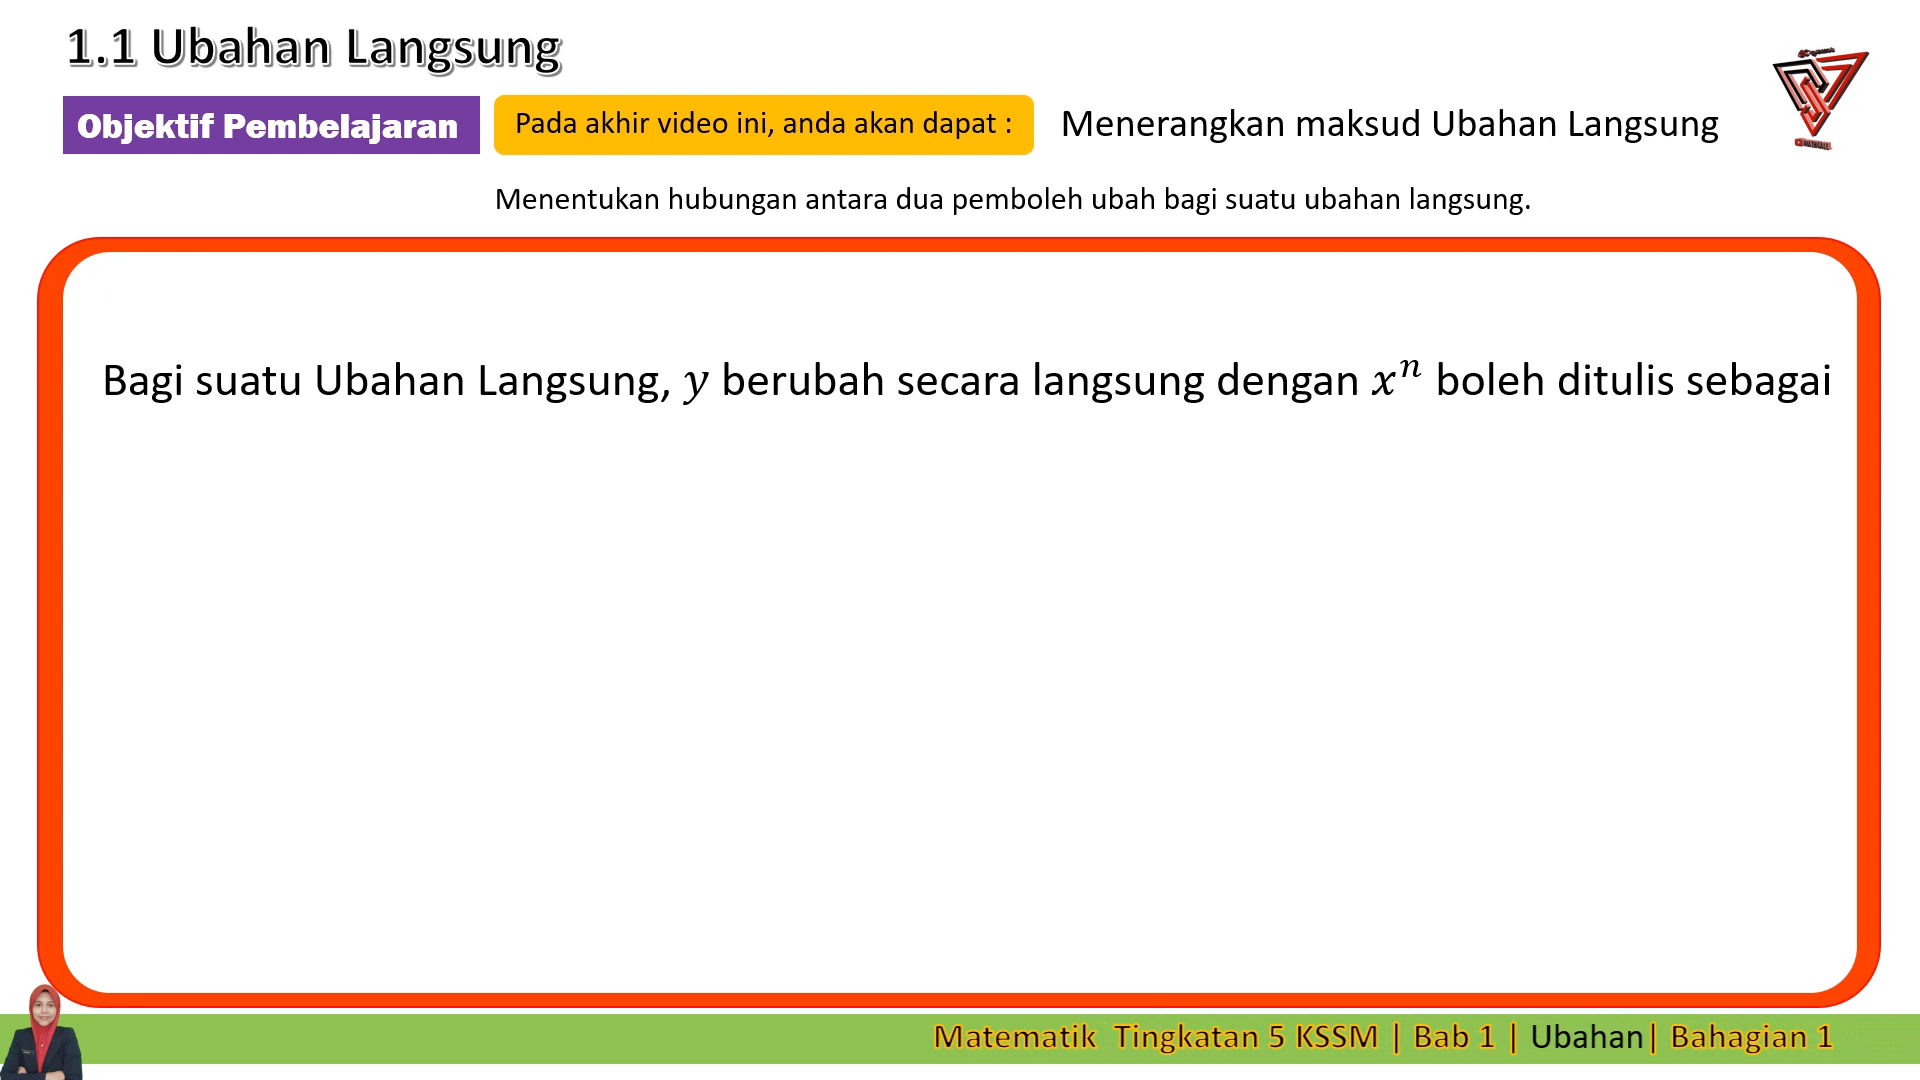 1.1 Ubahan Langsung
Objektif Pembelajaran
Pada akhir video ini, anda akan dapat :
Menerangkan maksud Ubahan Langsung
Menentukan hubungan antara dua pemboleh ubah bagi suatu ubahan langsung.
Bagi suatu Ubahan Langsung, y berubah secara langsung dengan xⁿ boleh ditulis sebagai
Matematik Tingkatan 5 KSSM | Bab 1 | Ubahan| Bahagian 1